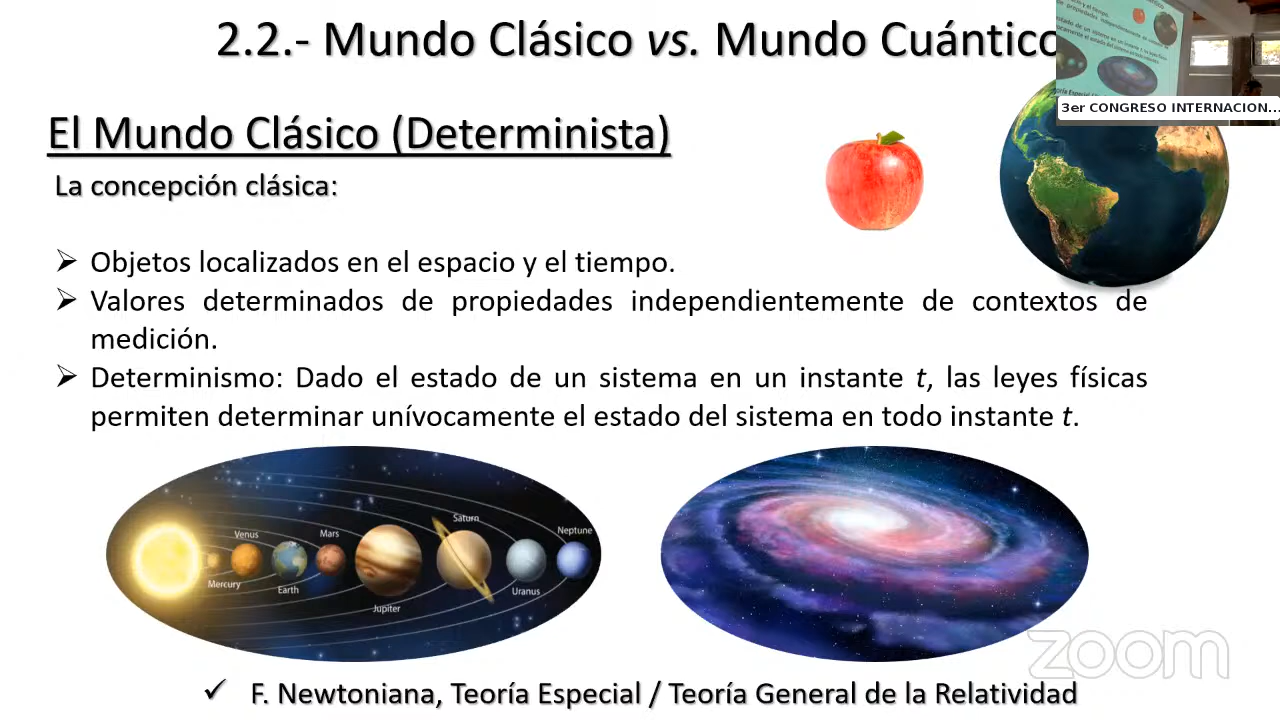 2.2.- Mundo Clásico vs. Mundo Cuántico
3er CONGRESO INTERNACION...
El Mundo Clásico (Determinista)
La concepción clásica:
➢ Objetos localizados en el espacio y el tiempo.
➢ Valores determinados de propiedades independientemente de contextos de
medición.
➢ Determinismo: Dado el estado de un sistema en un instante t, las leyes físicas
permiten determinar unívocamente el estado del sistema en todo instante t.
Mercury
Venus
Earth
Mars
Jupiter
Saturn
Uranus
Neptune
zoom
✓ F. Newtoniana, Teoría Especial / Teoría General de la Relatividad